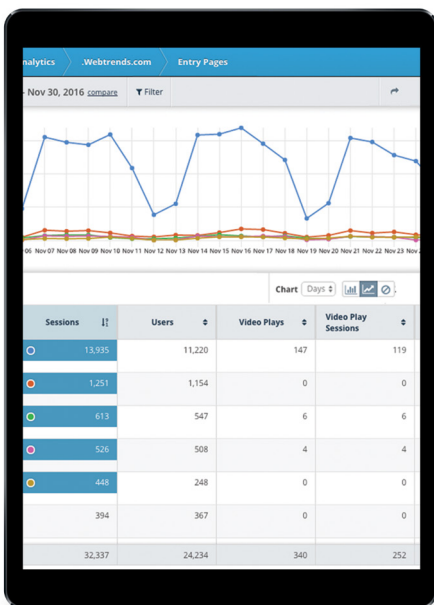 nalytics .Webtrends.com Entry Pages
- Nov 30, 2016 compare Filter
06 Nov 07 Nov 08 Nov 09 Nov 10 Nov 11 Nov 12 Nov 13 Nov 14 Nov 15 Nov 16 Nov 17 Nov 18 Nov 19 Nov 20 Nov 21 Nov 22 Nov 23 Nov
Chart Days
Sessions Users Video Plays Video Play Sessions
13,935 11,220 147 119
1,251 1,154 0 0
613 547 6 6
526 508 4 4
448 248 0 0
394 367 0 0
32,337 24,234 340 252